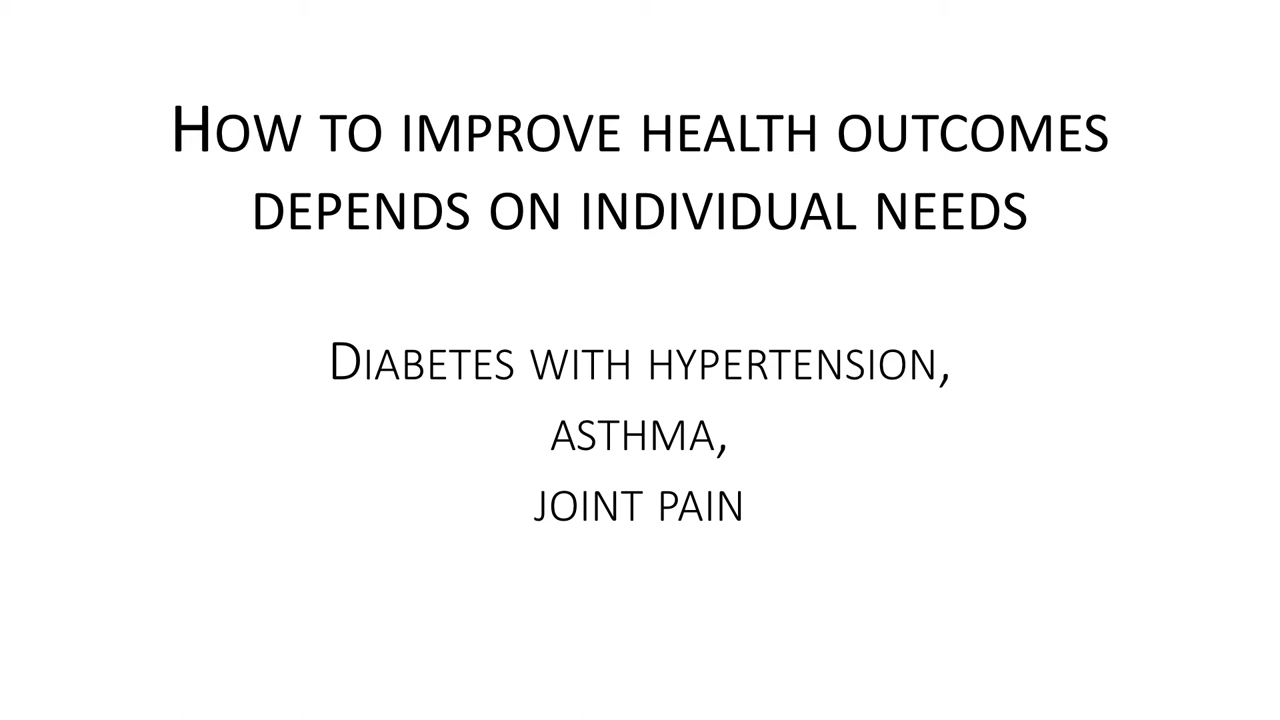 How to improve health outcomes
depends on individual needs
Diabetes with hypertension,
asthma,
joint pain